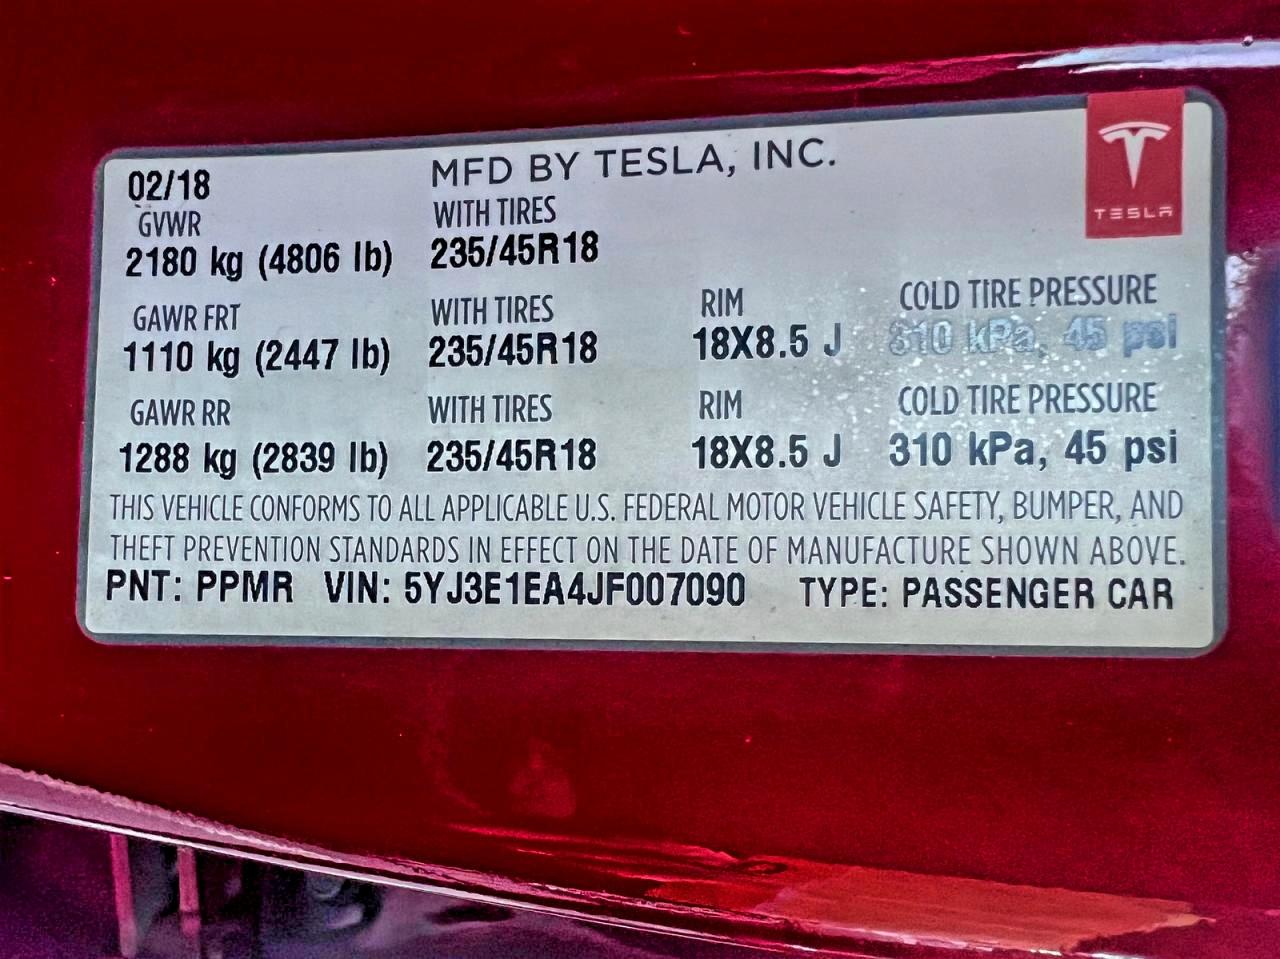 02/18 MFD BY TESLA, INC.
TESLA
GVWR WITH TIRES
2180 kg (4806 lb) 235/45R18
GAWR FRT WITH TIRES RIM COLD TIRE PRESSURE
1110 kg (2447 lb) 235/45R18 18X8.5 J 310 kPa, 45 psi
GAWR RR WITH TIRES RIM COLD TIRE PRESSURE
1288 kg (2839 lb) 235/45R18 18X8.5 J 310 kPa, 45 psi
THIS VEHICLE CONFORMS TO ALL APPLICABLE U.S. FEDERAL MOTOR VEHICLE SAFETY, BUMPER, AND
THEFT PREVENTION STANDARDS IN EFFECT ON THE DATE OF MANUFACTURE SHOWN ABOVE.
PNT: PPMR VIN: 5YJ3E1EA4JF007090 TYPE: PASSENGER CAR